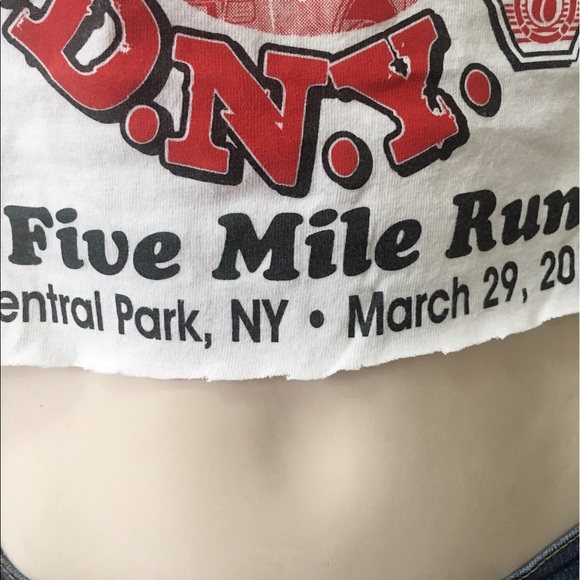 D.N.Y.
Five Mile Run
entral Park, NY • March 29, 20